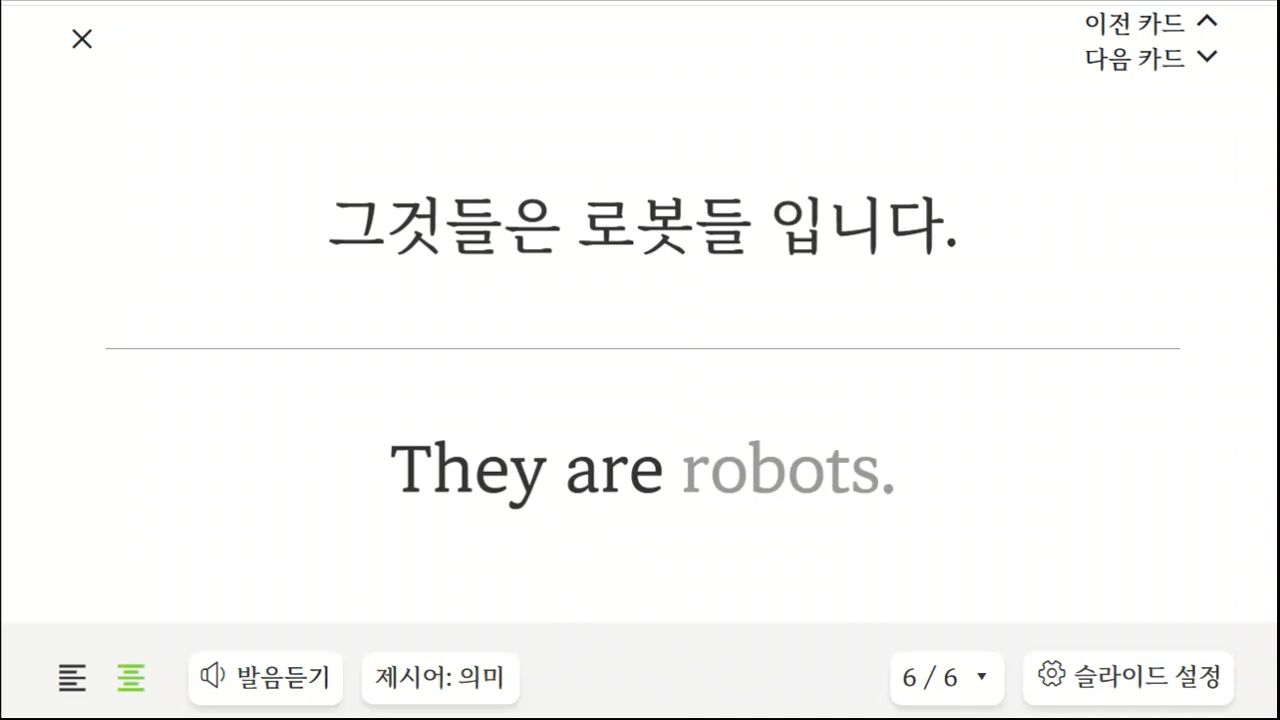 이전 카드
다음 카드
그것들은 로봇들 입니다.
They are robots.
발음듣기 제시어: 의미 6 / 6 슬라이드 설정